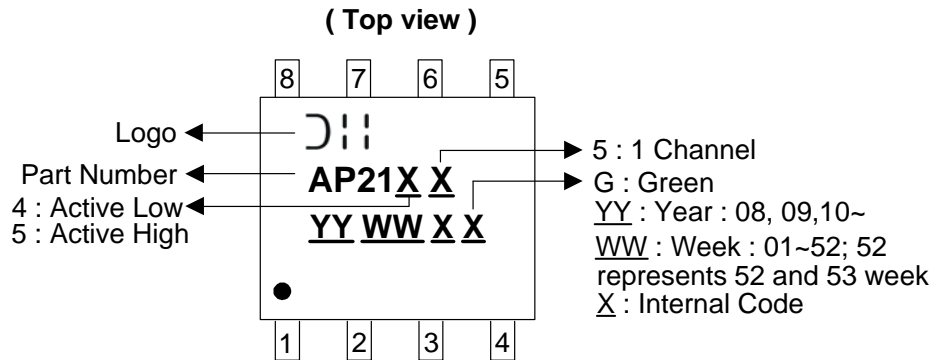 ( Top view )
8 7 6 5
Logo
Part Number
4 : Active Low
5 : Active High
AP21X X
YY WW X X
5 : 1 Channel
G : Green
YY : Year : 08, 09,10~
WW : Week : 01~52; 52
represents 52 and 53 week
X : Internal Code
1 2 3 4